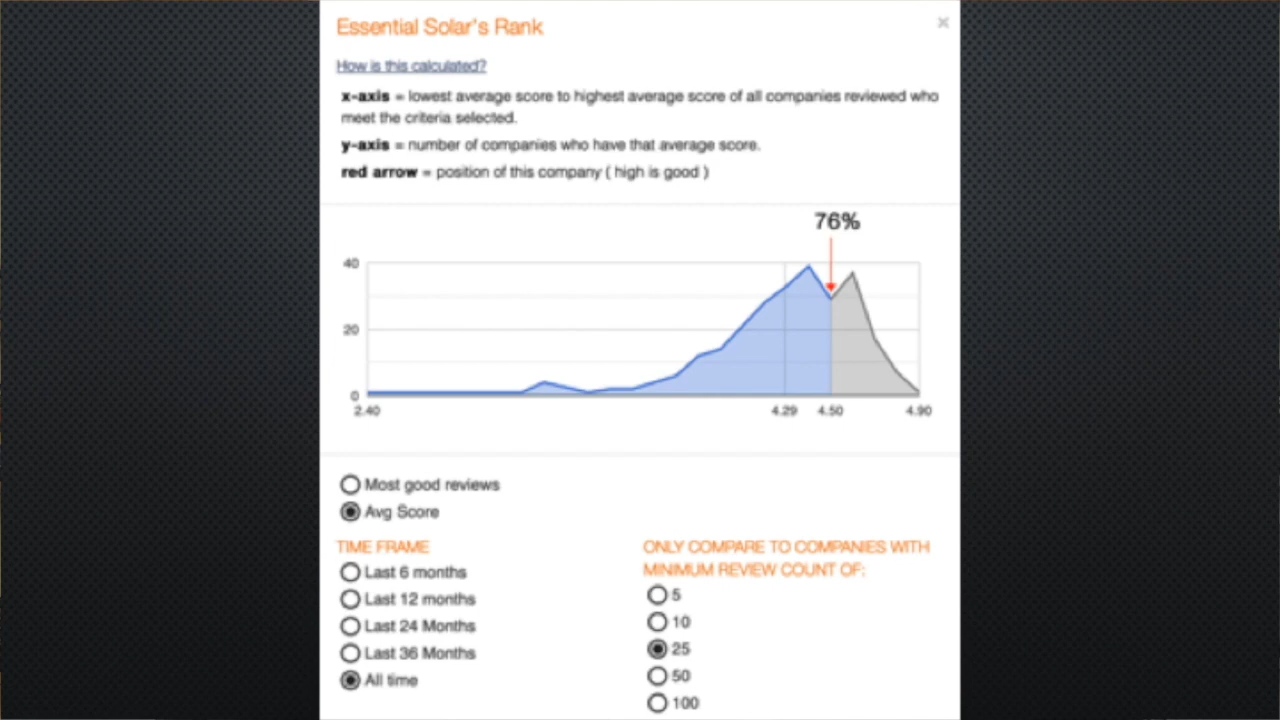 Essential Solar's Rank
×
How is this calculated?
x-axis = lowest average score to highest average score of all companies reviewed who
meet the criteria selected.
y-axis = number of companies who have that average score.
red arrow = position of this company ( high is good )
76%
40
20
0
2.40 4.29 4.50 4.90
Most good reviews
Avg Score
TIME FRAME
Last 6 months
Last 12 months
Last 24 Months
Last 36 Months
All time
ONLY COMPARE TO COMPANIES WITH
MINIMUM REVIEW COUNT OF:
5
10
25
50
100